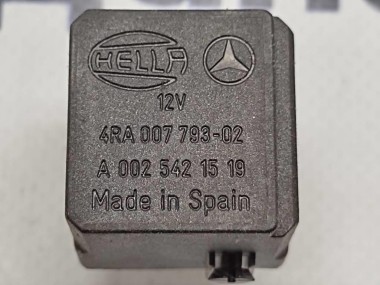 HELLA
12V
4RA 007 793-02
A 002 542 15 19
Made in Spain